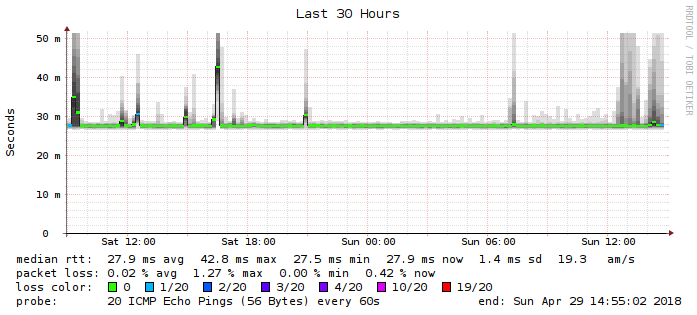 Last 30 Hours
RRDTOOL / TOBI OETIKER
Seconds
50 m
40 m
30 m
20 m
10 m
0
Sat 12:00 Sat 18:00 Sun 00:00 Sun 06:00 Sun 12:00
median rtt: 27.9 ms avg 42.8 ms max 27.5 ms min 27.9 ms now 1.4 ms sd 19.3 am/s
packet loss: 0.02 % avg 1.27 % max 0.00 % min 0.42 % now
loss color: 0 1/20 2/20 3/20 4/20 10/20 19/20
probe: 20 ICMP Echo Pings (56 Bytes) every 60s end: Sun Apr 29 14:55:02 2018